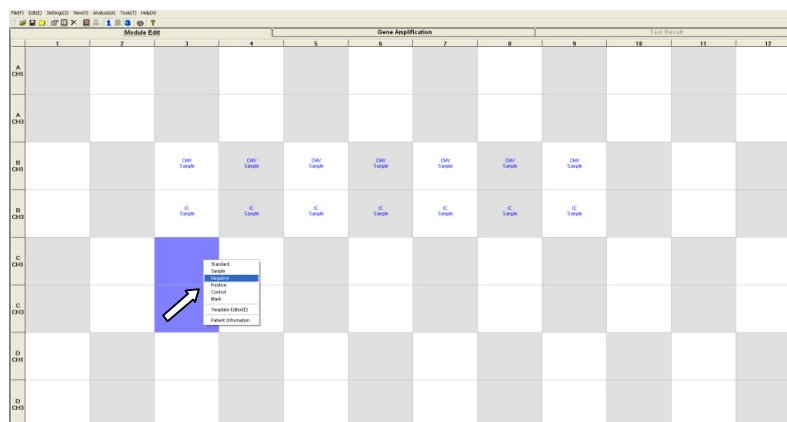 File(F) Edit(E) Settings(S) View(V) Analysis(A) Tools(T) Help(H)
Module Edit Gene Amplification Test Result
1 2 3 4 5 6 7 8 9 10 11 12
A
CH1
A
CH3
B
CH1
CMV CMV CMV CMV CMV CMV CMV
Sample Sample Sample Sample Sample Sample Sample
B
CH3
IC IC IC IC IC IC IC
Sample Sample Sample Sample Sample Sample Sample
C
CH1
Standard
Sample
Negative
Positive
Control
Blank
Template Editor(E)
Patient Information
C
CH3
D
CH1
D
CH3